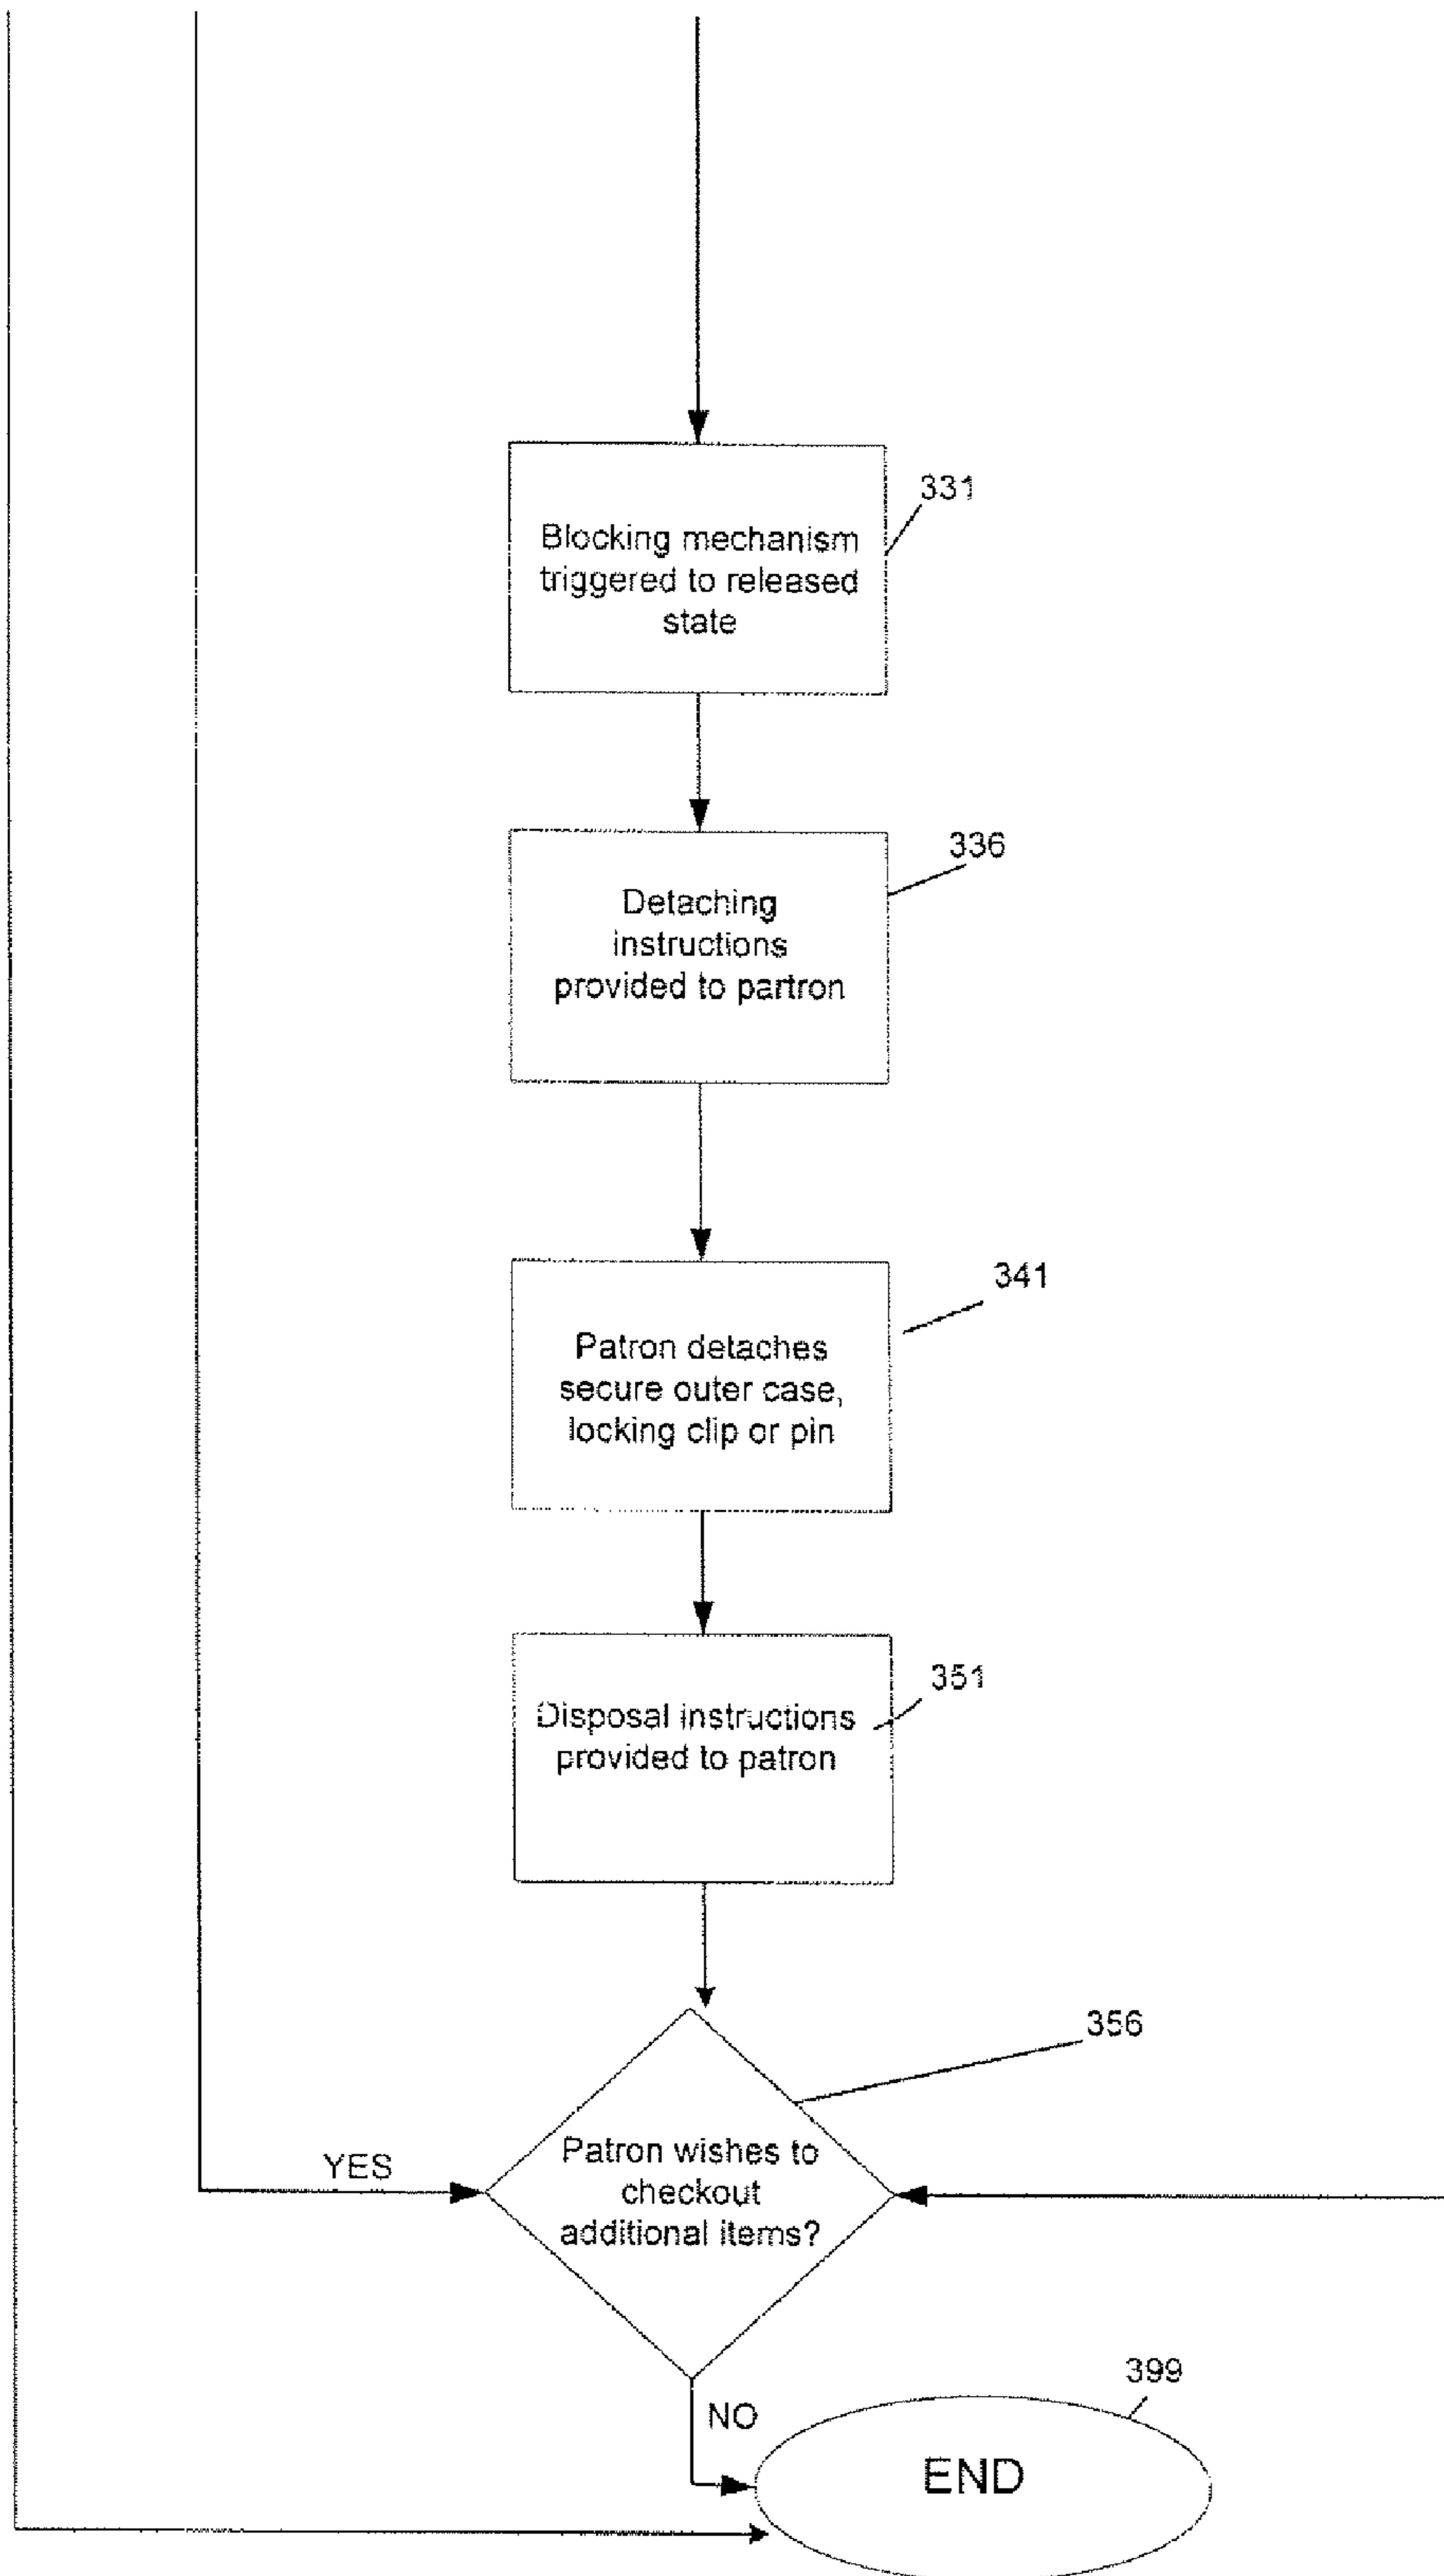 331
Blocking mechanism
triggered to released
state
336
Detaching
instructions
provided to partron
341
Patron detaches
secure outer case,
locking clip or pin
351
Disposal instructions
provided to patron
356
YES
Patron wishes to
checkout
additional items?
399
NO
END